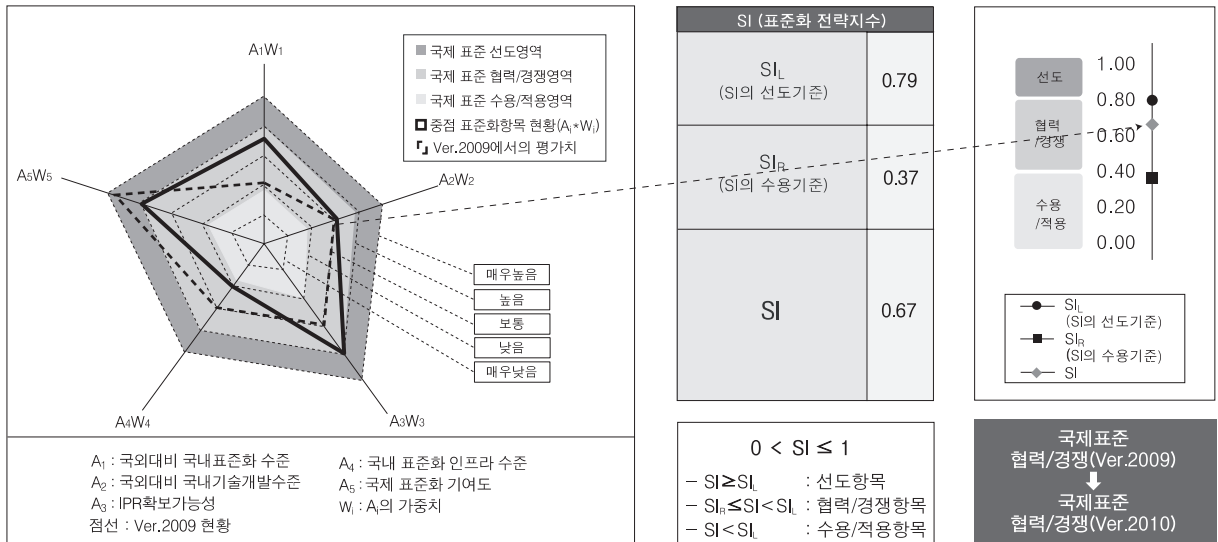 A₁W₁
A₂W₂
A₃W₃
A₄W₄
A₅W₅
국제 표준 선도영역
국제 표준 협력/경쟁영역
국제 표준 수용/적용영역
중점 표준화항목 현황(Aᵢ*Wᵢ)
Ver.2009에서의 평가치
매우높음
높음
보통
낮음
매우낮음
A₁ : 국외대비 국내표준화 수준
A₂ : 국외대비 국내기술개발수준
A₃ : IPR확보가능성
점선 : Ver.2009 현황
A₄ : 국내 표준화 인프라 수준
A₅ : 국제 표준화 기여도
Wᵢ : Aᵢ의 가중치
SI (표준화 전략지수)
SI_L
(SI의 선도기준)
0.79
SI_R
(SI의 수용기준)
0.37
SI
0.67
0 < SI ≤ 1
– SI≥SI_L : 선도항목
– SI_R≤SI<SI_L : 협력/경쟁항목
– SI<SI_L : 수용/적용항목
선도
협력
/경쟁
수용
/적용
1.00
0.80
0.60
0.40
0.20
0.00
SI_L
(SI의 선도기준)
SI_R
(SI의 수용기준)
SI
국제표준
협력/경쟁(Ver.2009)
국제표준
협력/경쟁(Ver.2010)